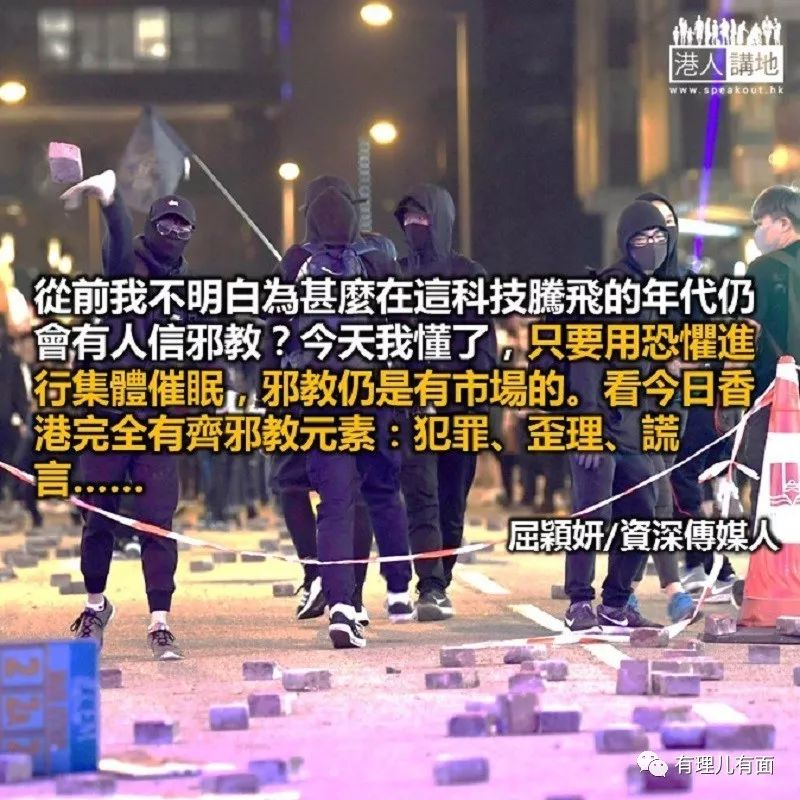 港人講地
www.speakout.hk
從前我不明白為甚麼在這科技騰飛的年代仍
會有人信邪教？今天我懂了，只要用恐懼進
行集體催眠，邪教仍是有市場的。看今日香
港完全有齊邪教元素：犯罪、歪理、謊
言……
屈穎妍/資深傳媒人
有理儿有面